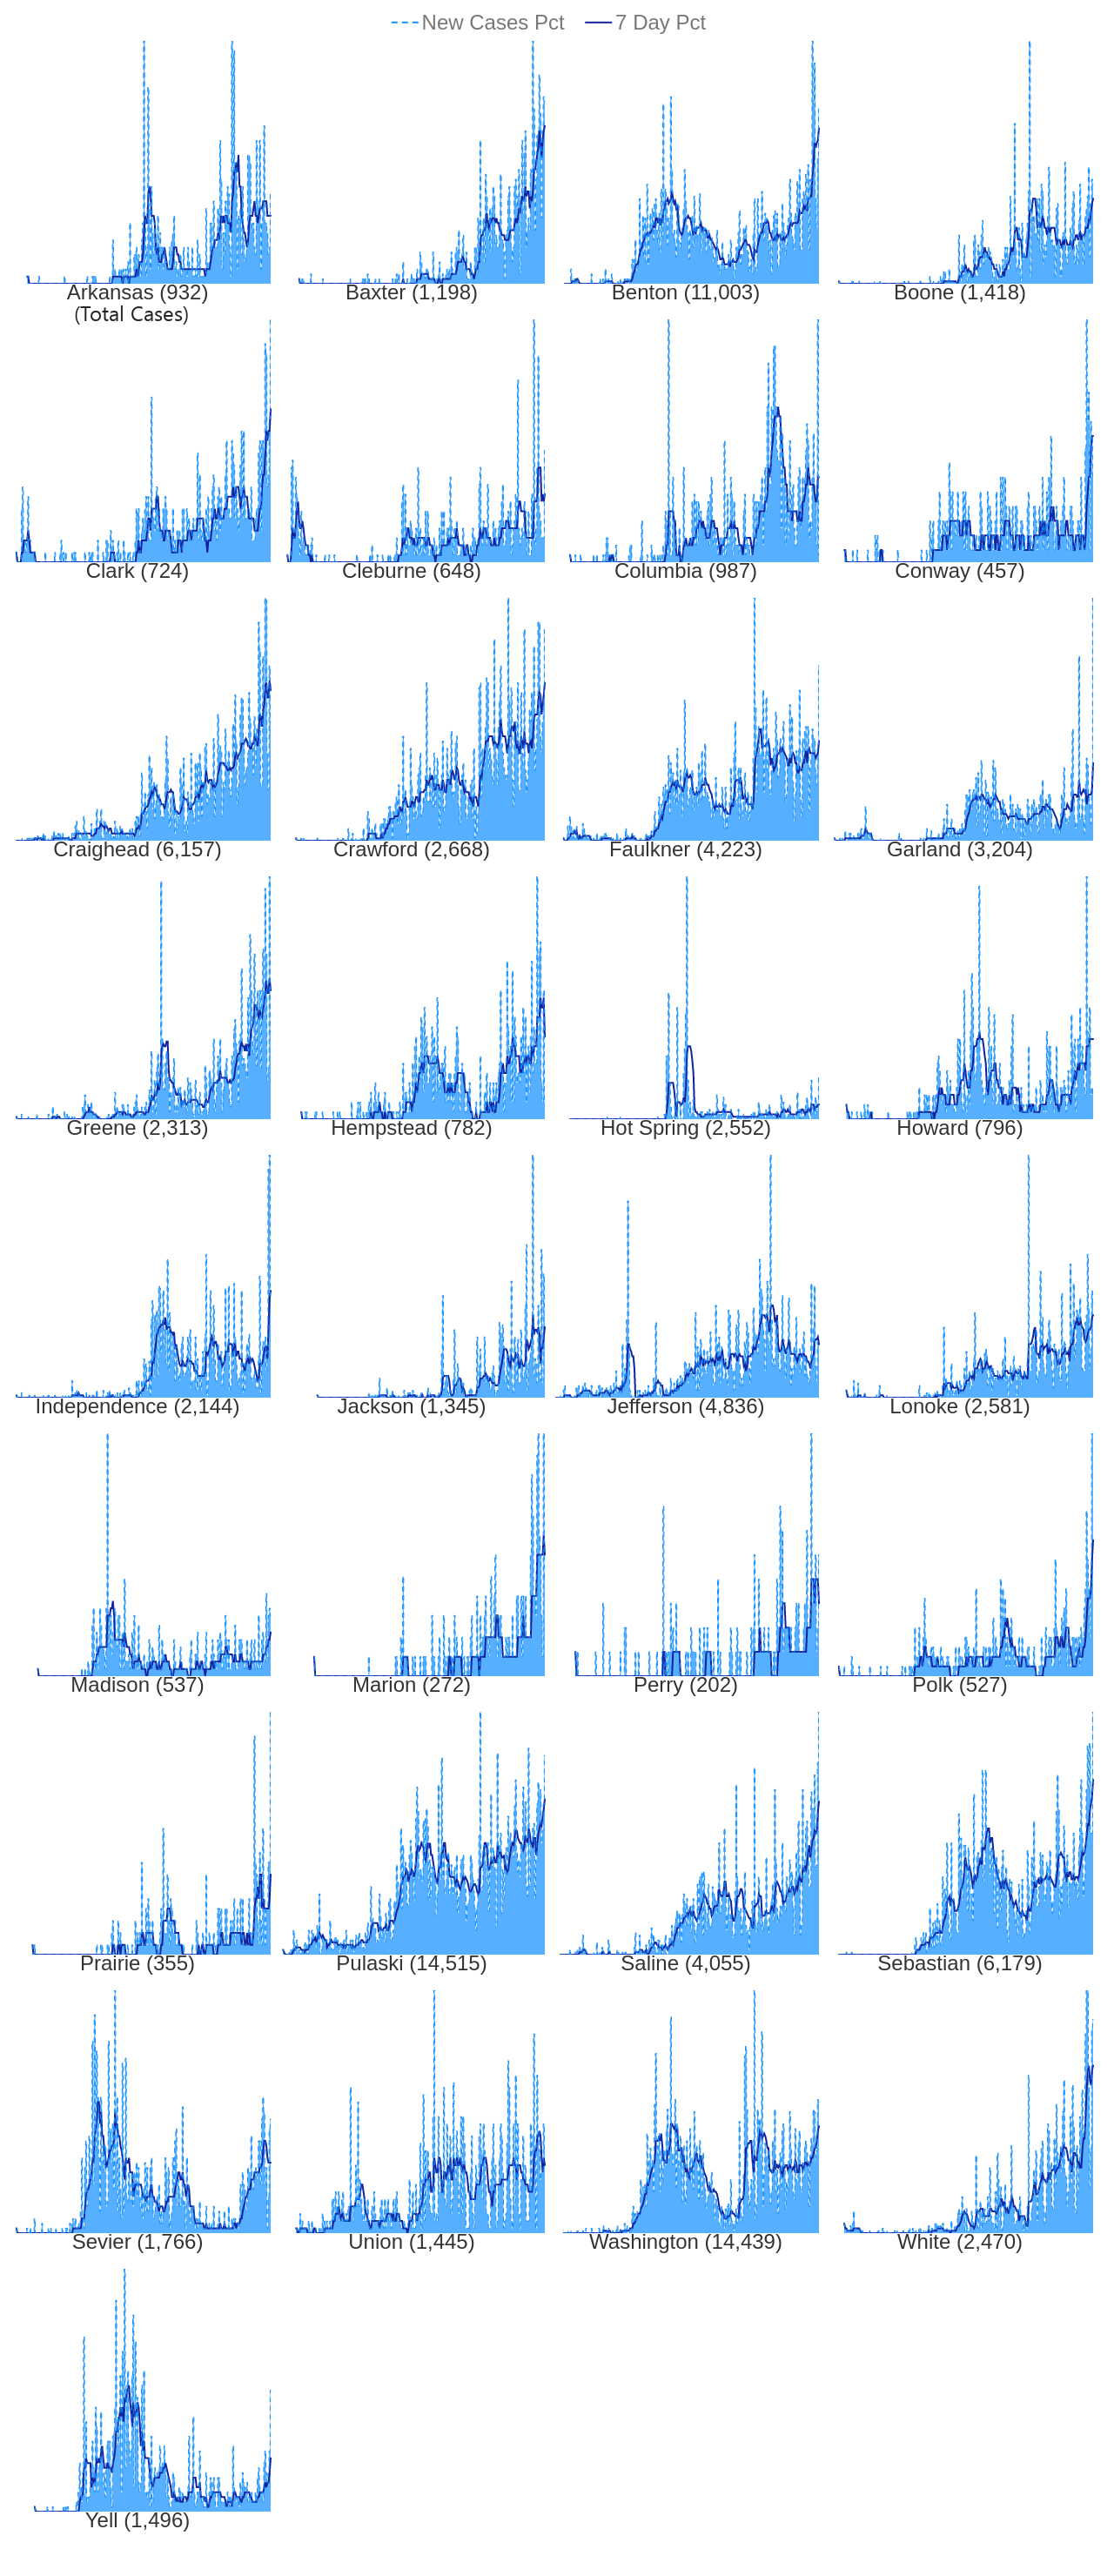 New Cases Pct 7 Day Pct
Arkansas (932) Baxter (1,198) Benton (11,003) Boone (1,418)
(Total Cases)
Clark (724) Cleburne (648) Columbia (987) Conway (457)
Craighead (6,157) Crawford (2,668) Faulkner (4,223) Garland (3,204)
Greene (2,313) Hempstead (782) Hot Spring (2,552) Howard (796)
Independence (2,144) Jackson (1,345) Jefferson (4,836) Lonoke (2,581)
Madison (537) Marion (272) Perry (202) Polk (527)
Prairie (355) Pulaski (14,515) Saline (4,055) Sebastian (6,179)
Sevier (1,766) Union (1,445) Washington (14,439) White (2,470)
Yell (1,496)